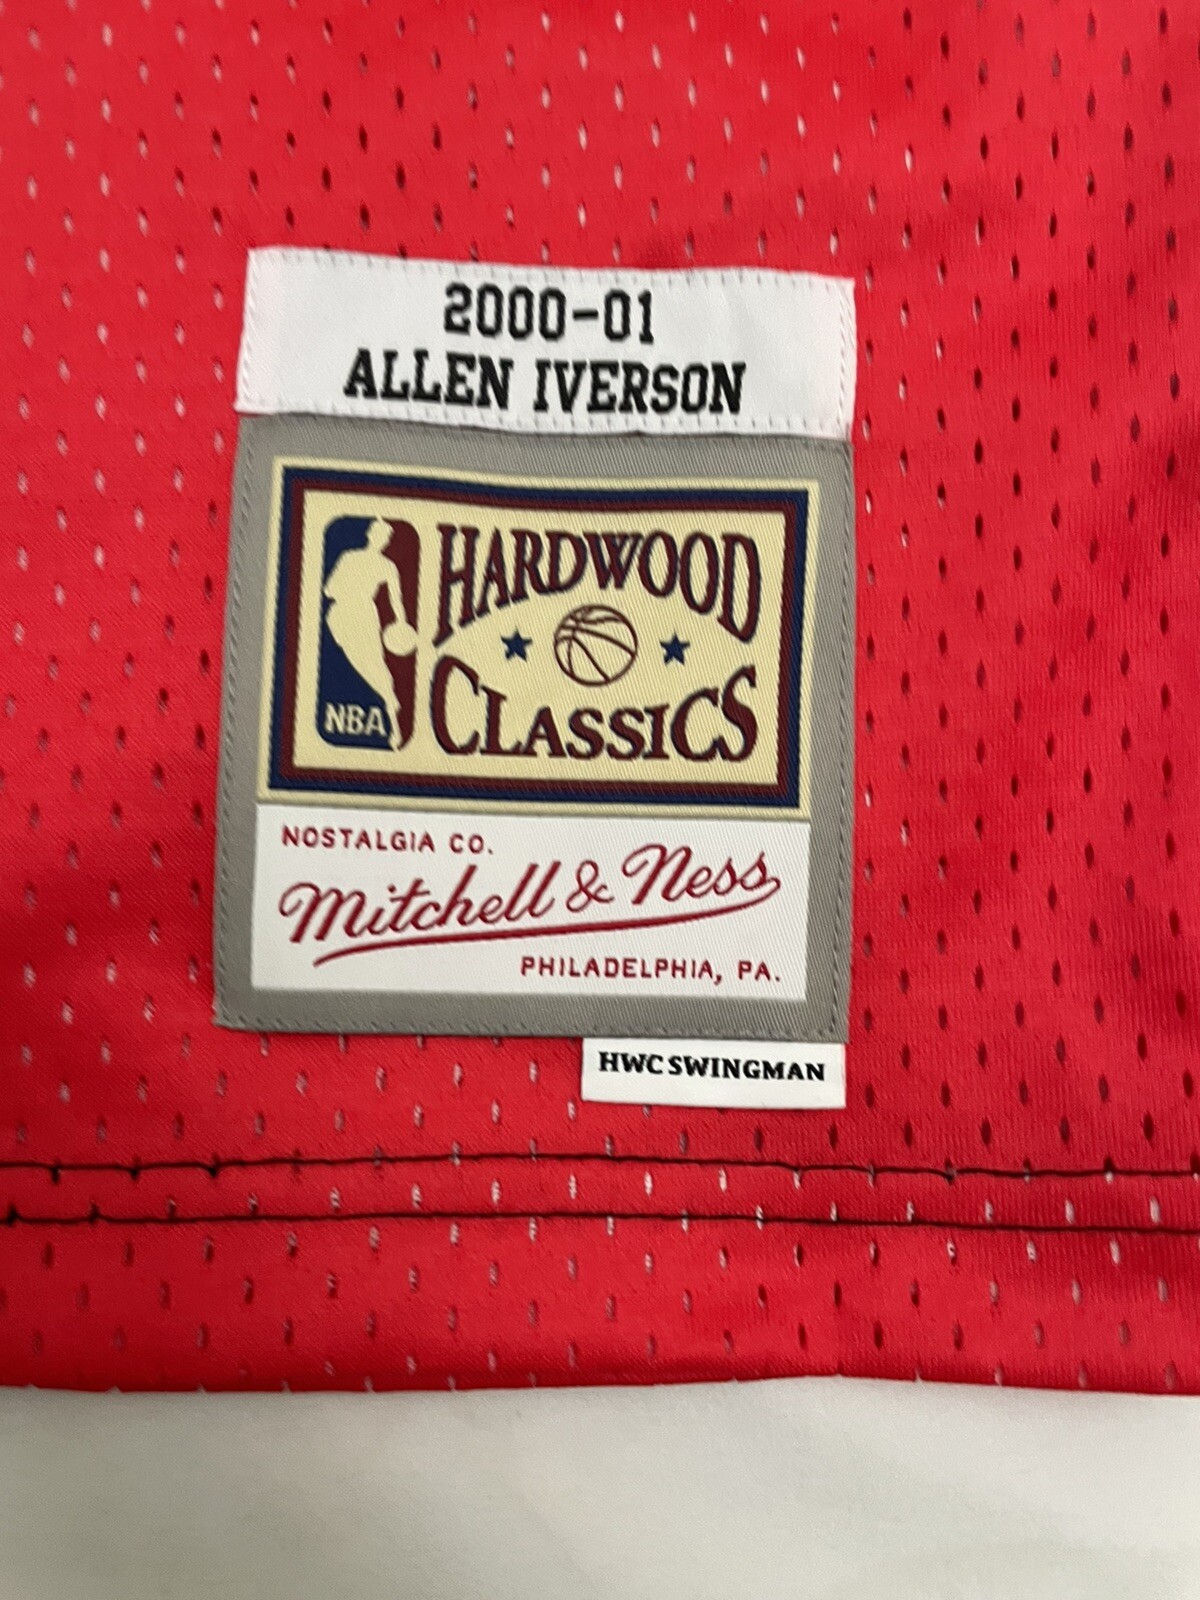 2000-01
ALLEN IVERSON
HARDWOOD
CLASSICS
NBA
NOSTALGIA CO.
Mitchell & Ness
PHILADELPHIA, PA.
HWC SWINGMAN